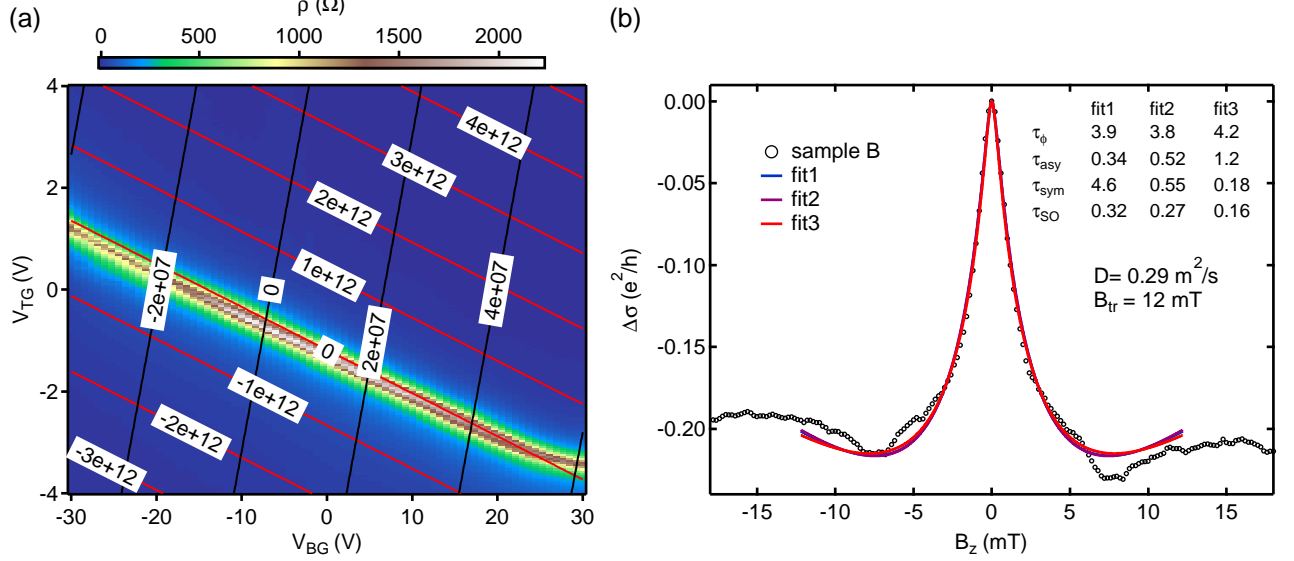 (a)
ρ (Ω)
0 500 1000 1500 2000
V_TG (V)
4
2
0
-2
-4
4e+12
3e+12
2e+12
1e+12
0
-1e+12
-2e+12
-3e+12
-2e+07
0
2e+07
4e+07
-30 -20 -10 0 10 20 30
V_BG (V)
(b)
Δσ (e²/h)
0.00
-0.05
-0.10
-0.15
-0.20
sample B
fit1
fit2
fit3
fit1 fit2 fit3
τ_ϕ 3.9 3.8 4.2
τ_asy 0.34 0.52 1.2
τ_sym 4.6 0.55 0.18
τ_SO 0.32 0.27 0.16
D= 0.29 m²/s
B_tr = 12 mT
-15 -10 -5 0 5 10 15
B_z (mT)